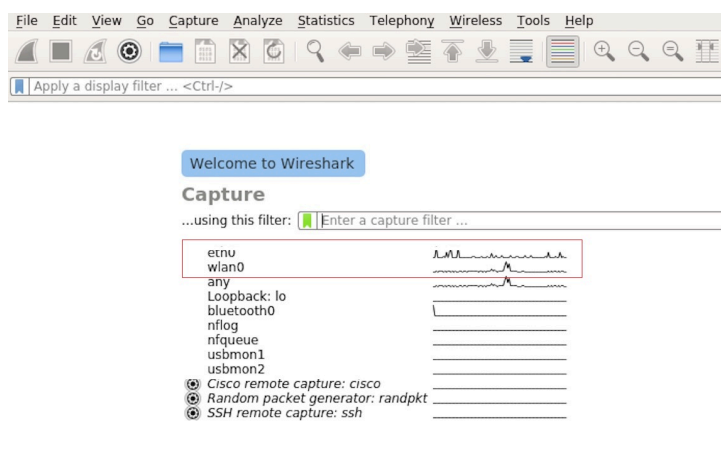 File Edit View Go Capture Analyze Statistics Telephony Wireless Tools Help
Apply a display filter ... <Ctrl-/>
Welcome to Wireshark
Capture
...using this filter: Enter a capture filter ...
eth0
wlan0
any
Loopback: lo
bluetooth0
nflog
nfqueue
usbmon1
usbmon2
Cisco remote capture: cisco
Random packet generator: randpkt
SSH remote capture: ssh